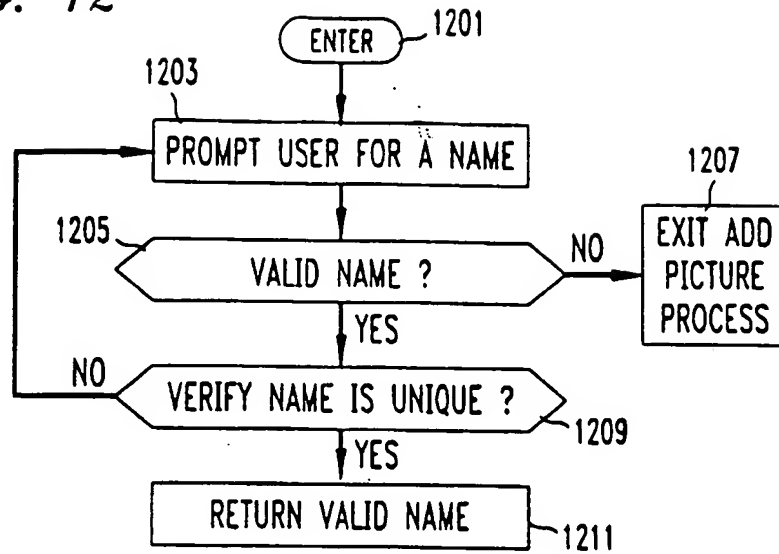 12
ENTER
1201
1203
PROMPT USER FOR A NAME
1205
VALID NAME ?
NO
1207
EXIT ADD
PICTURE
PROCESS
YES
NO
VERIFY NAME IS UNIQUE ?
1209
YES
RETURN VALID NAME
1211